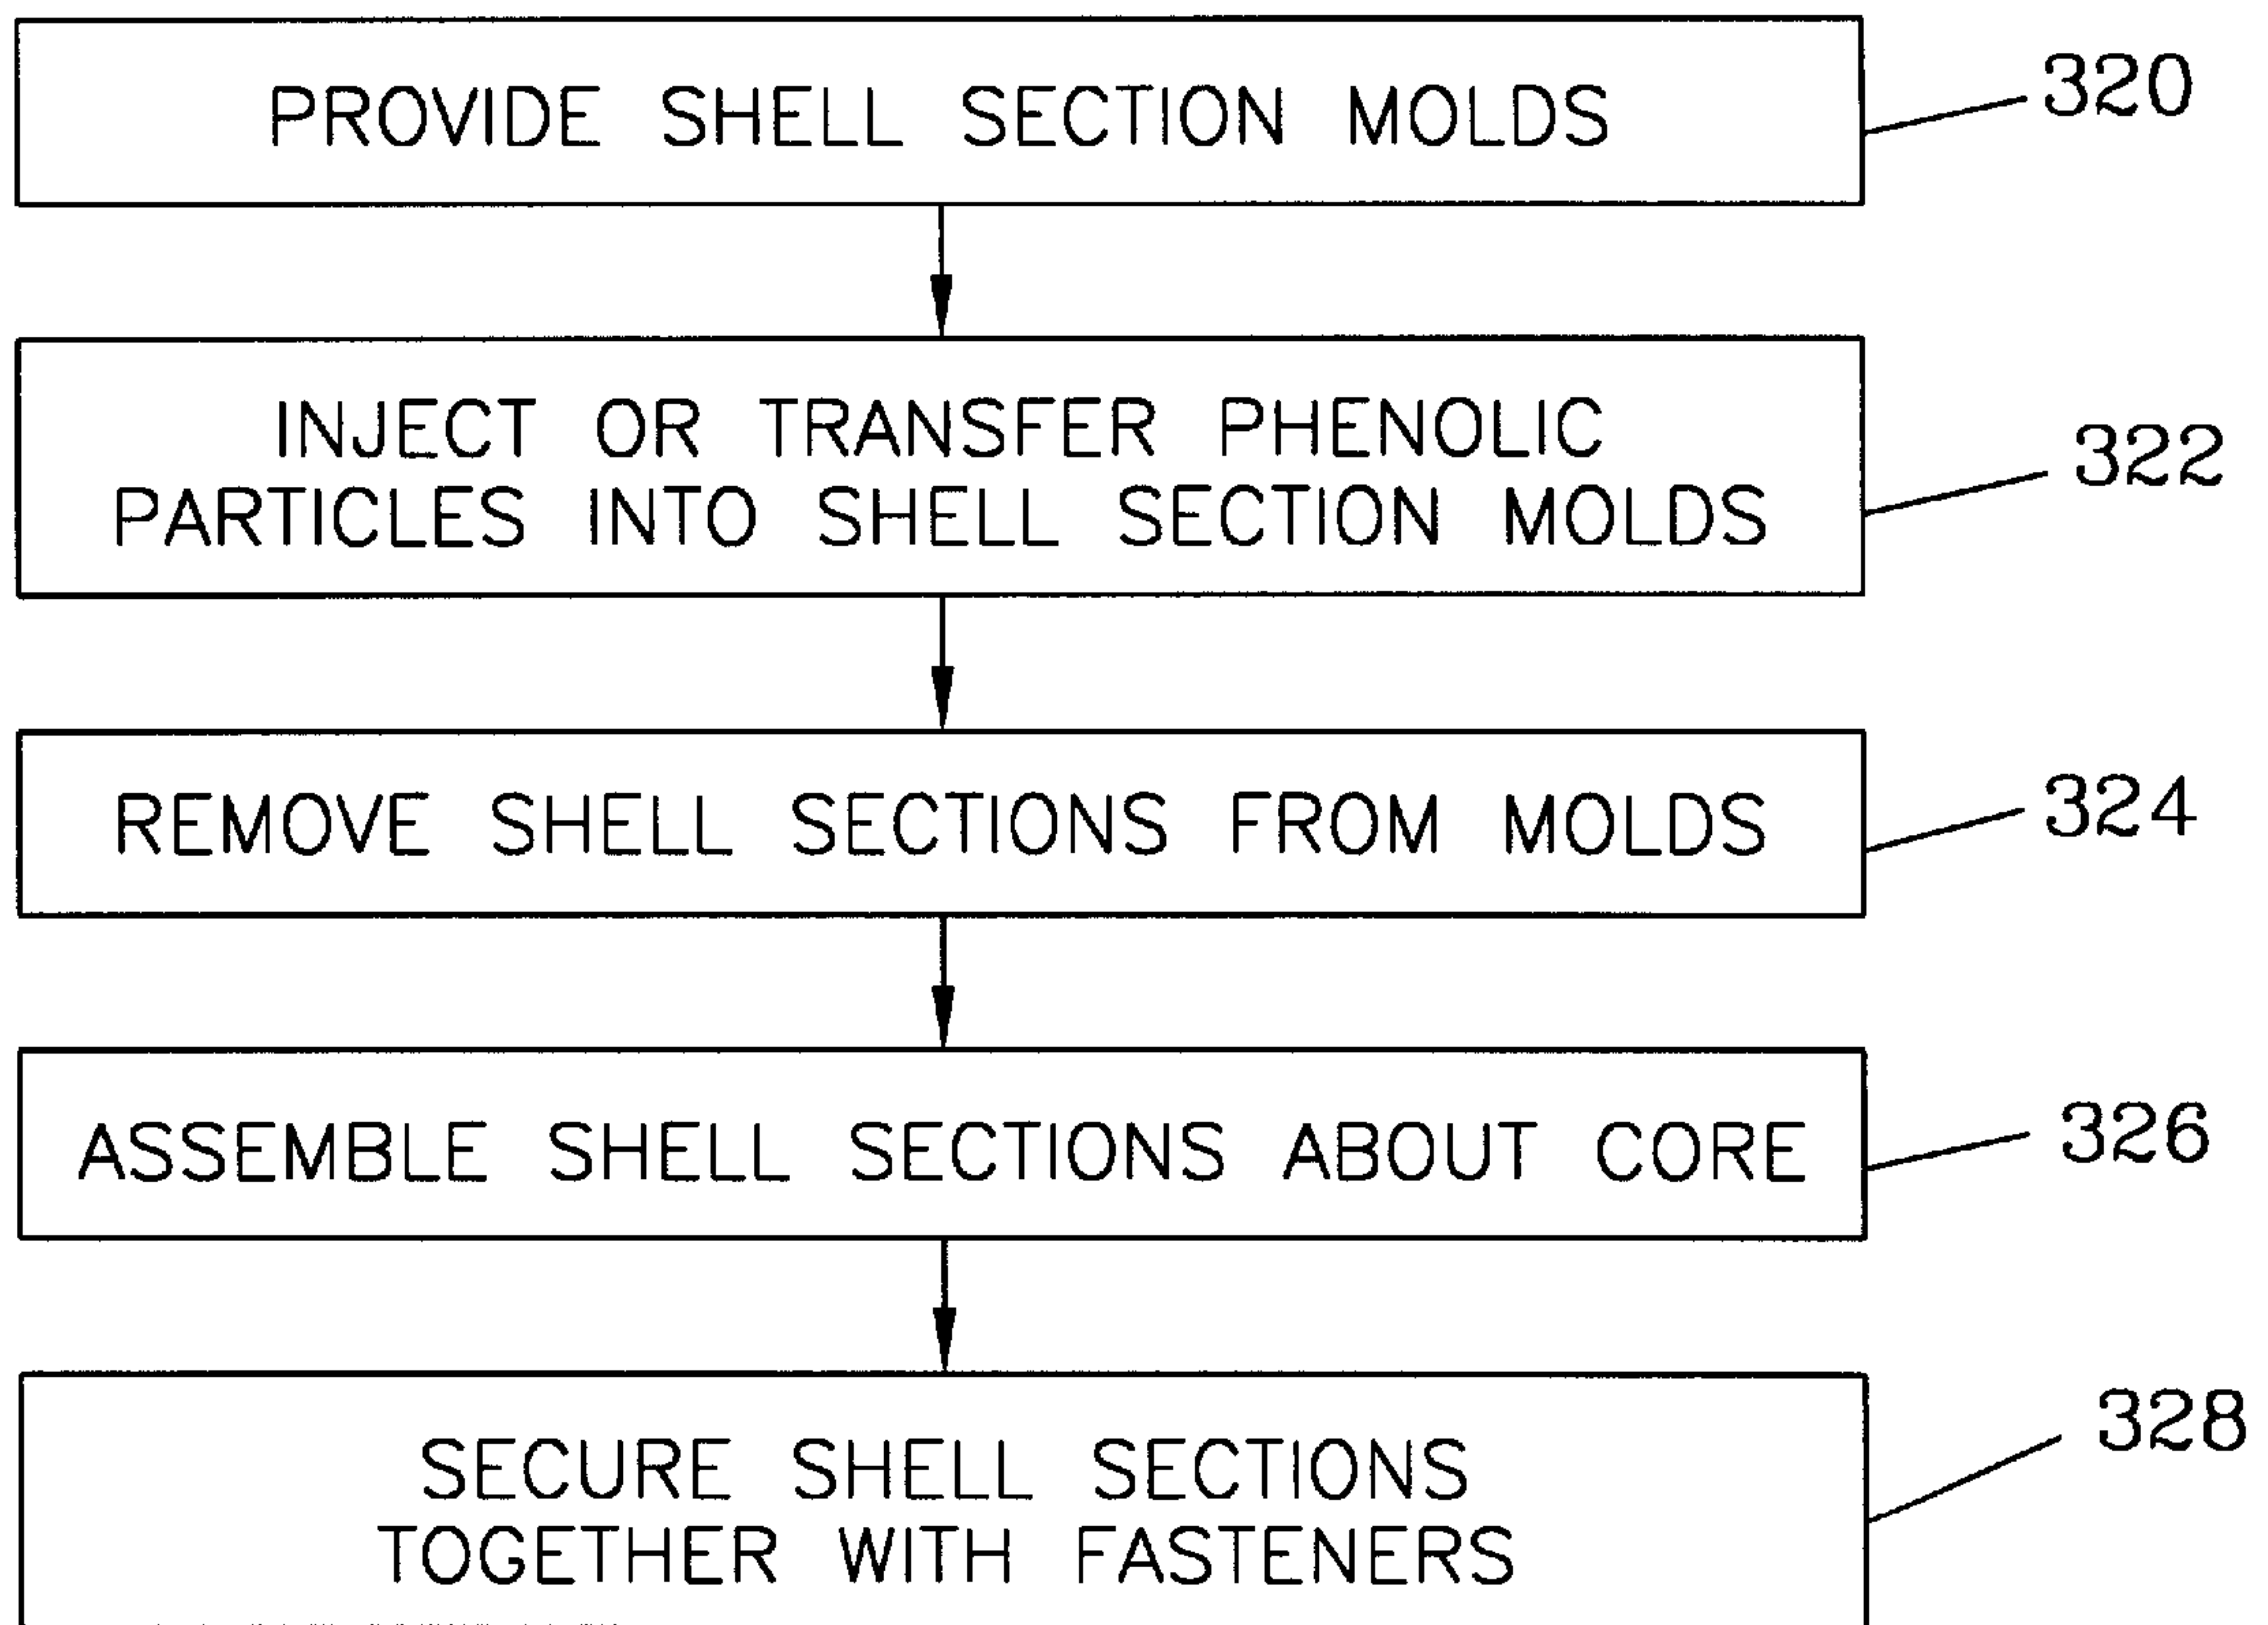 PROVIDE SHELL SECTION MOLDS
320
INJECT OR TRANSFER PHENOLIC
PARTICLES INTO SHELL SECTION MOLDS
322
REMOVE SHELL SECTIONS FROM MOLDS
324
ASSEMBLE SHELL SECTIONS ABOUT CORE
326
SECURE SHELL SECTIONS
TOGETHER WITH FASTENERS
328